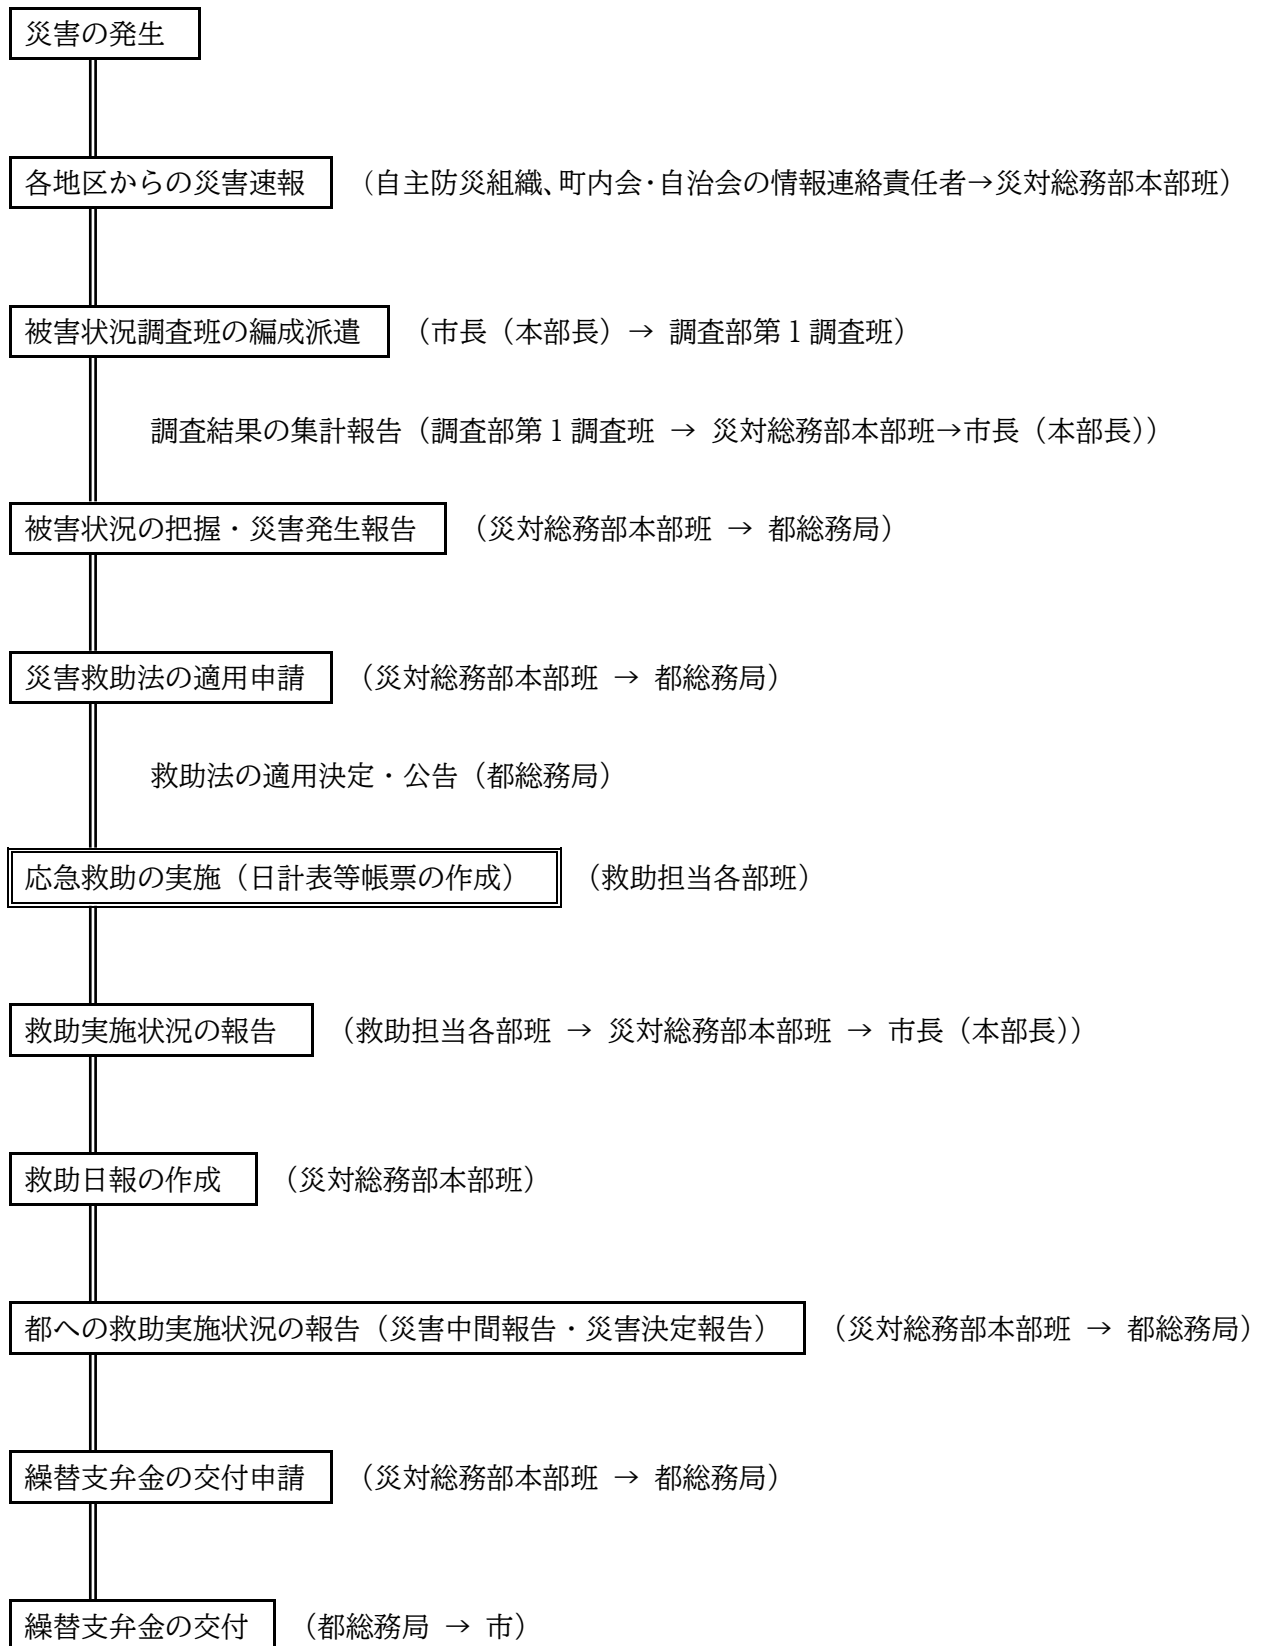 災害の発生
各地区からの災害速報 （自主防災組織、町内会・自治会の情報連絡責任者→災対総務部本部班）
被害状況調査班の編成派遣 （市長（本部長）→ 調査部第１調査班）
調査結果の集計報告（調査部第１調査班 → 災対総務部本部班→市長（本部長））
被害状況の把握・災害発生報告 （災対総務部本部班 → 都総務局）
災害救助法の適用申請 （災対総務部本部班 → 都総務局）
救助法の適用決定・公告（都総務局）
応急救助の実施（日計表等帳票の作成） （救助担当各部班）
救助実施状況の報告 （救助担当各部班 → 災対総務部本部班 → 市長（本部長））
救助日報の作成 （災対総務部本部班）
都への救助実施状況の報告（災害中間報告・災害決定報告） （災対総務部本部班 → 都総務局）
繰替支弁金の交付申請 （災対総務部本部班 → 都総務局）
繰替支弁金の交付 （都総務局 → 市）